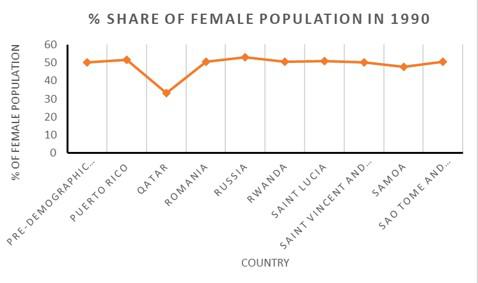 % SHARE OF FEMALE POPULATION IN 1990
% OF FEMALE POPULATION
60
50
40
30
20
10
0
PRE-DEMOGRAPHIC...
PUERTO RICO
QATAR
ROMANIA
RUSSIA
RWANDA
SAINT LUCIA
SAINT VINCENT AND...
SAMOA
SAO TOME AND...
COUNTRY